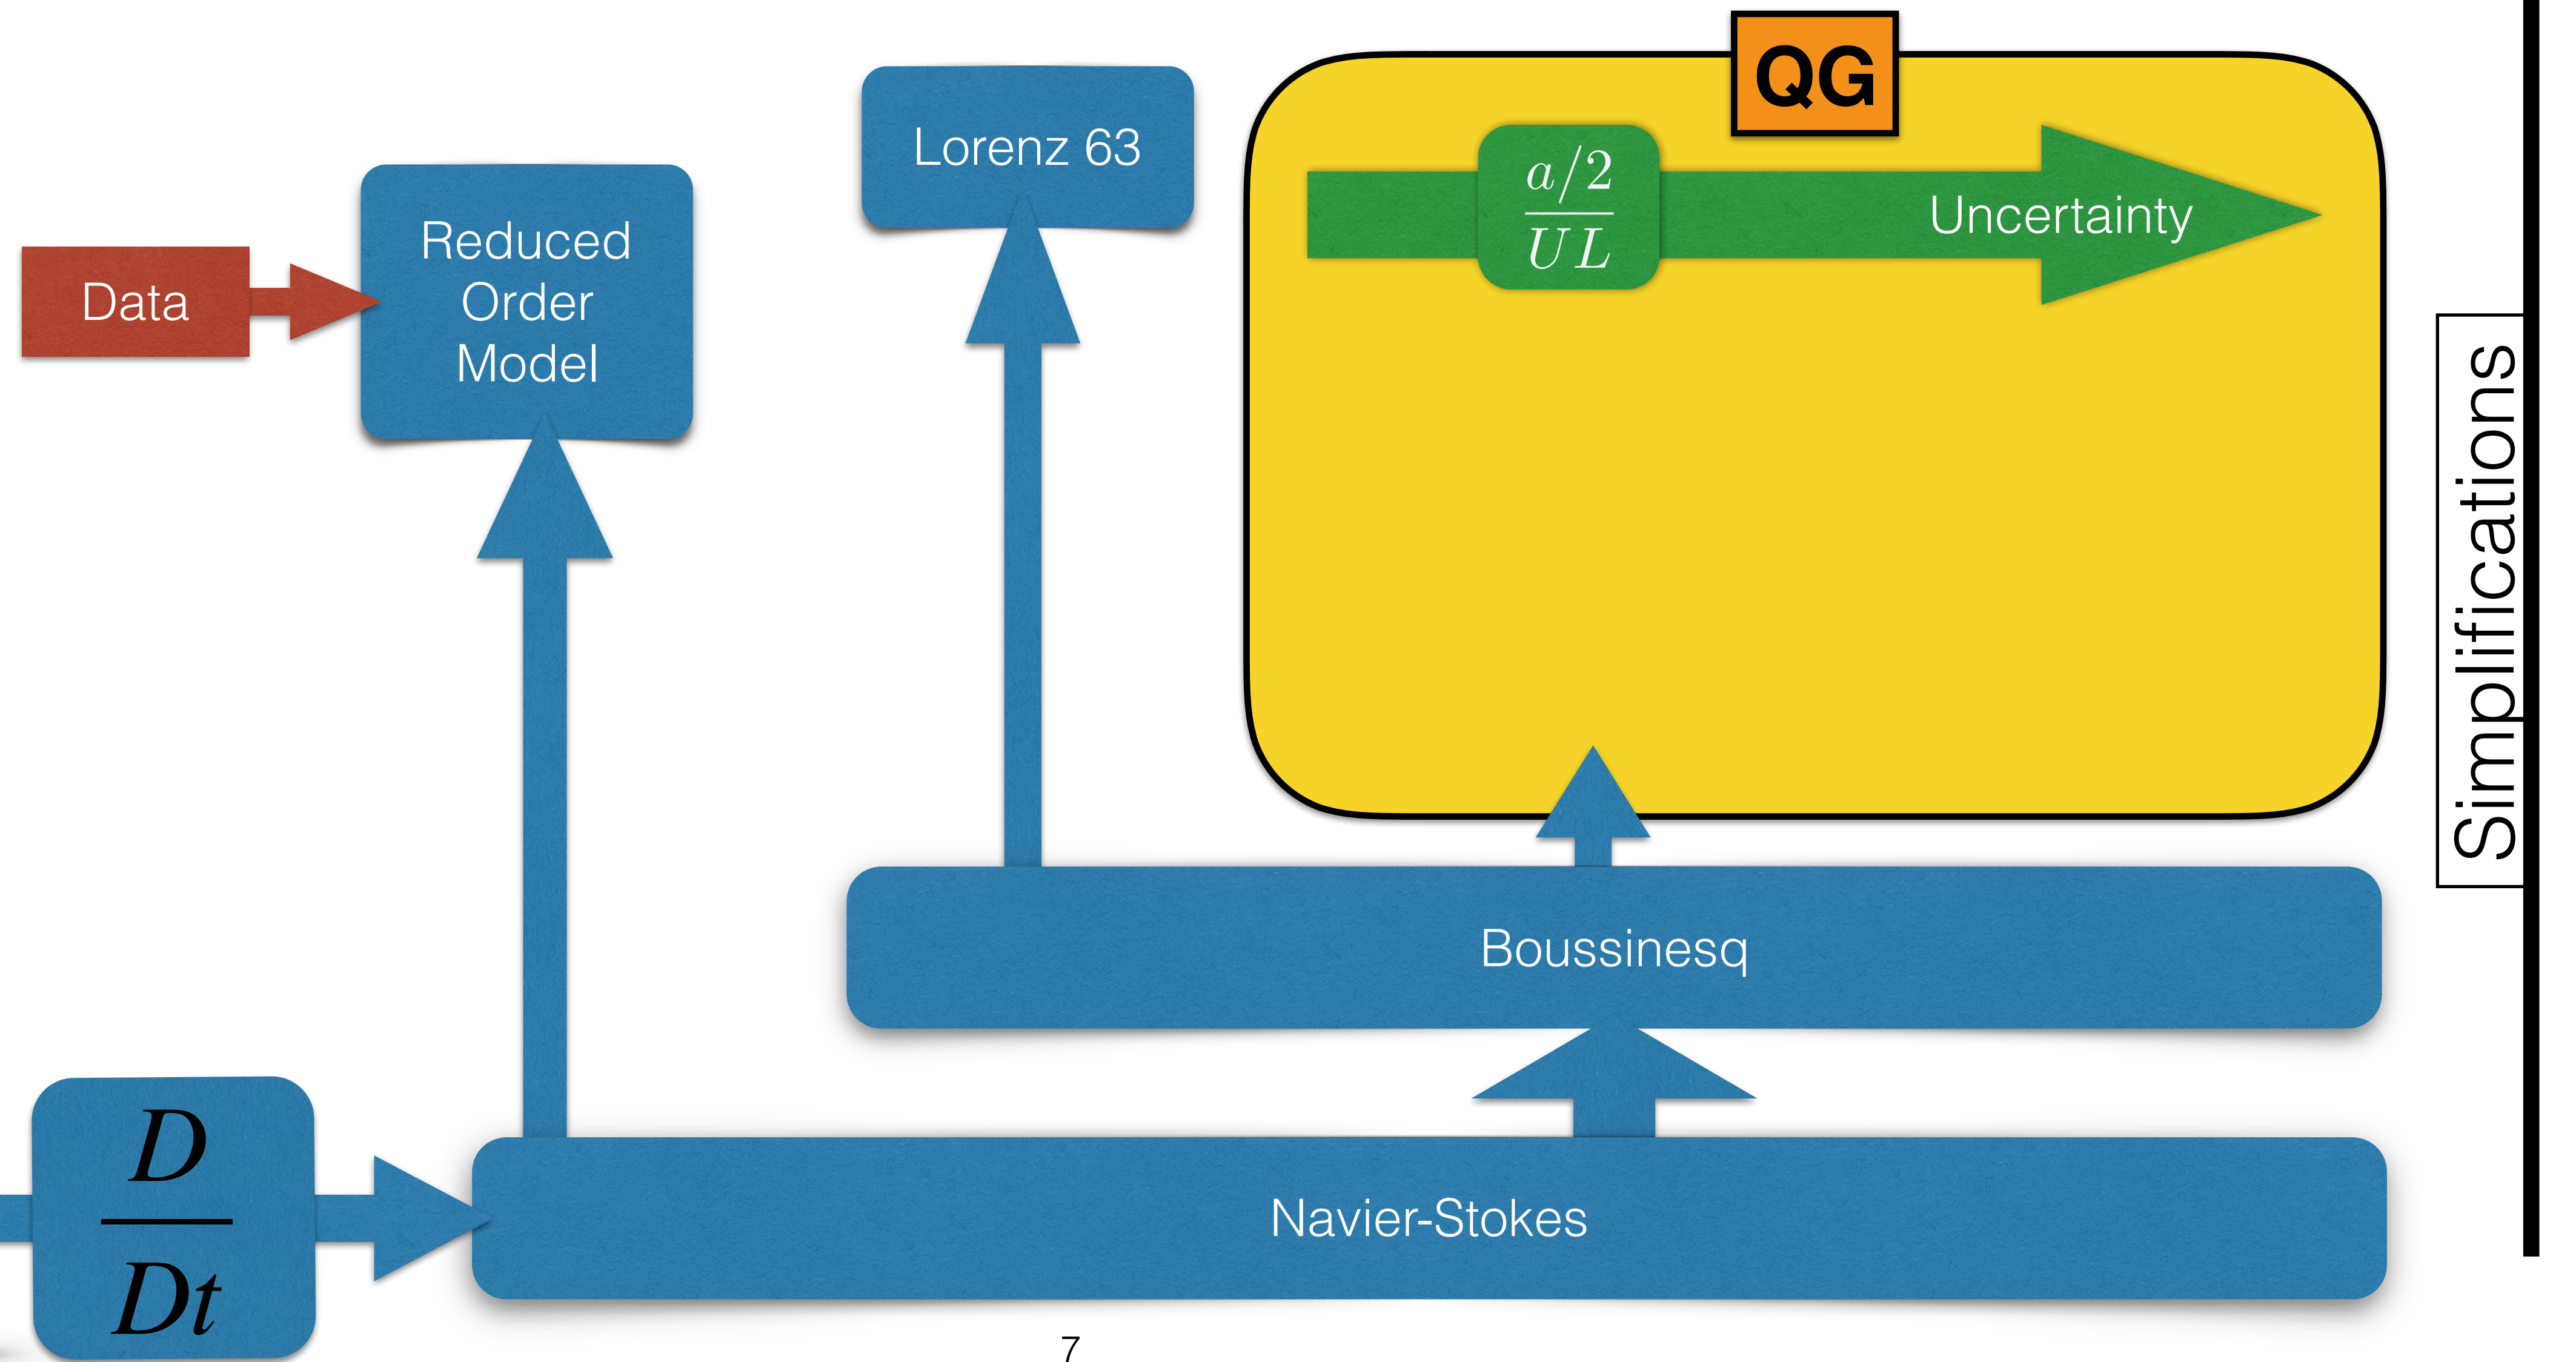 QG
Lorenz 63
a/2
UL
Uncertainty
Reduced
Order
Model
Data
Simplifications
Boussinesq
D
Dt
Navier-Stokes
7